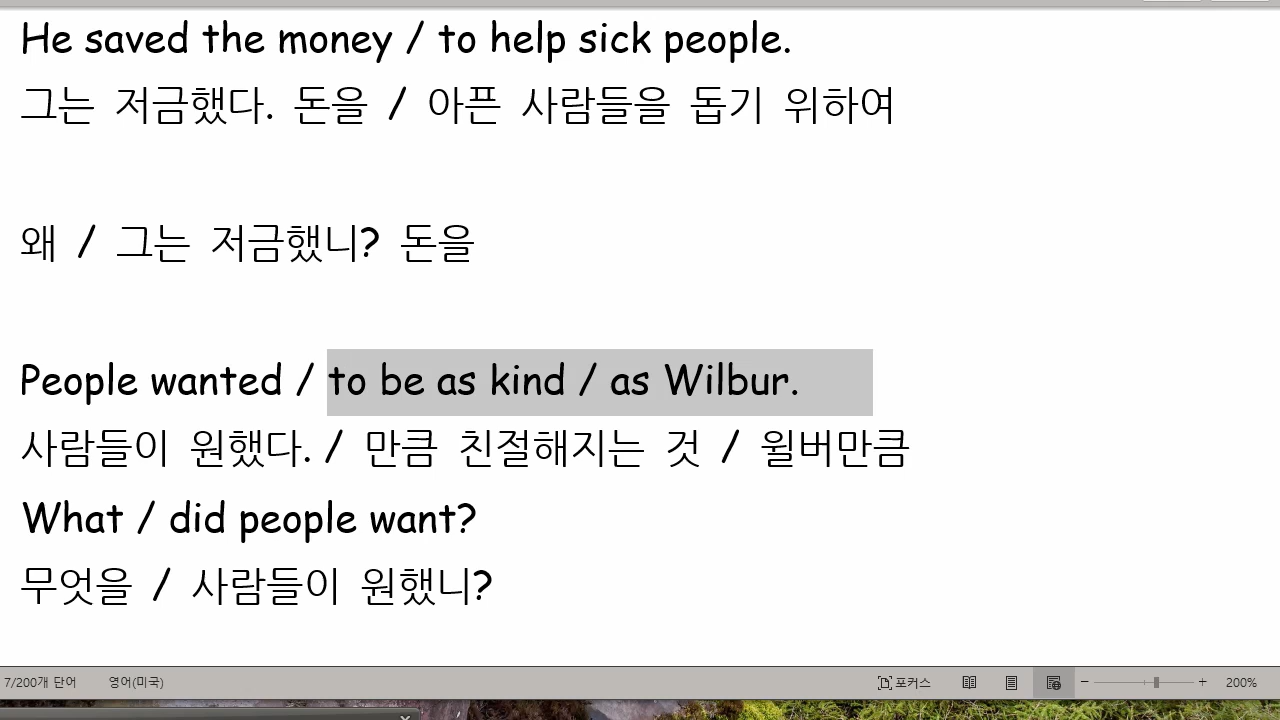 He saved the money / to help sick people.
그는 저금했다. 돈을 / 아픈 사람들을 돕기 위하여
왜 / 그는 저금했니? 돈을
People wanted / to be as kind / as Wilbur.
사람들이 원했다. / 만큼 친절해지는 것 / 윌버만큼
What / did people want?
무엇을 / 사람들이 원했니?
7/200개 단어 영어(미국) 포커스 200%